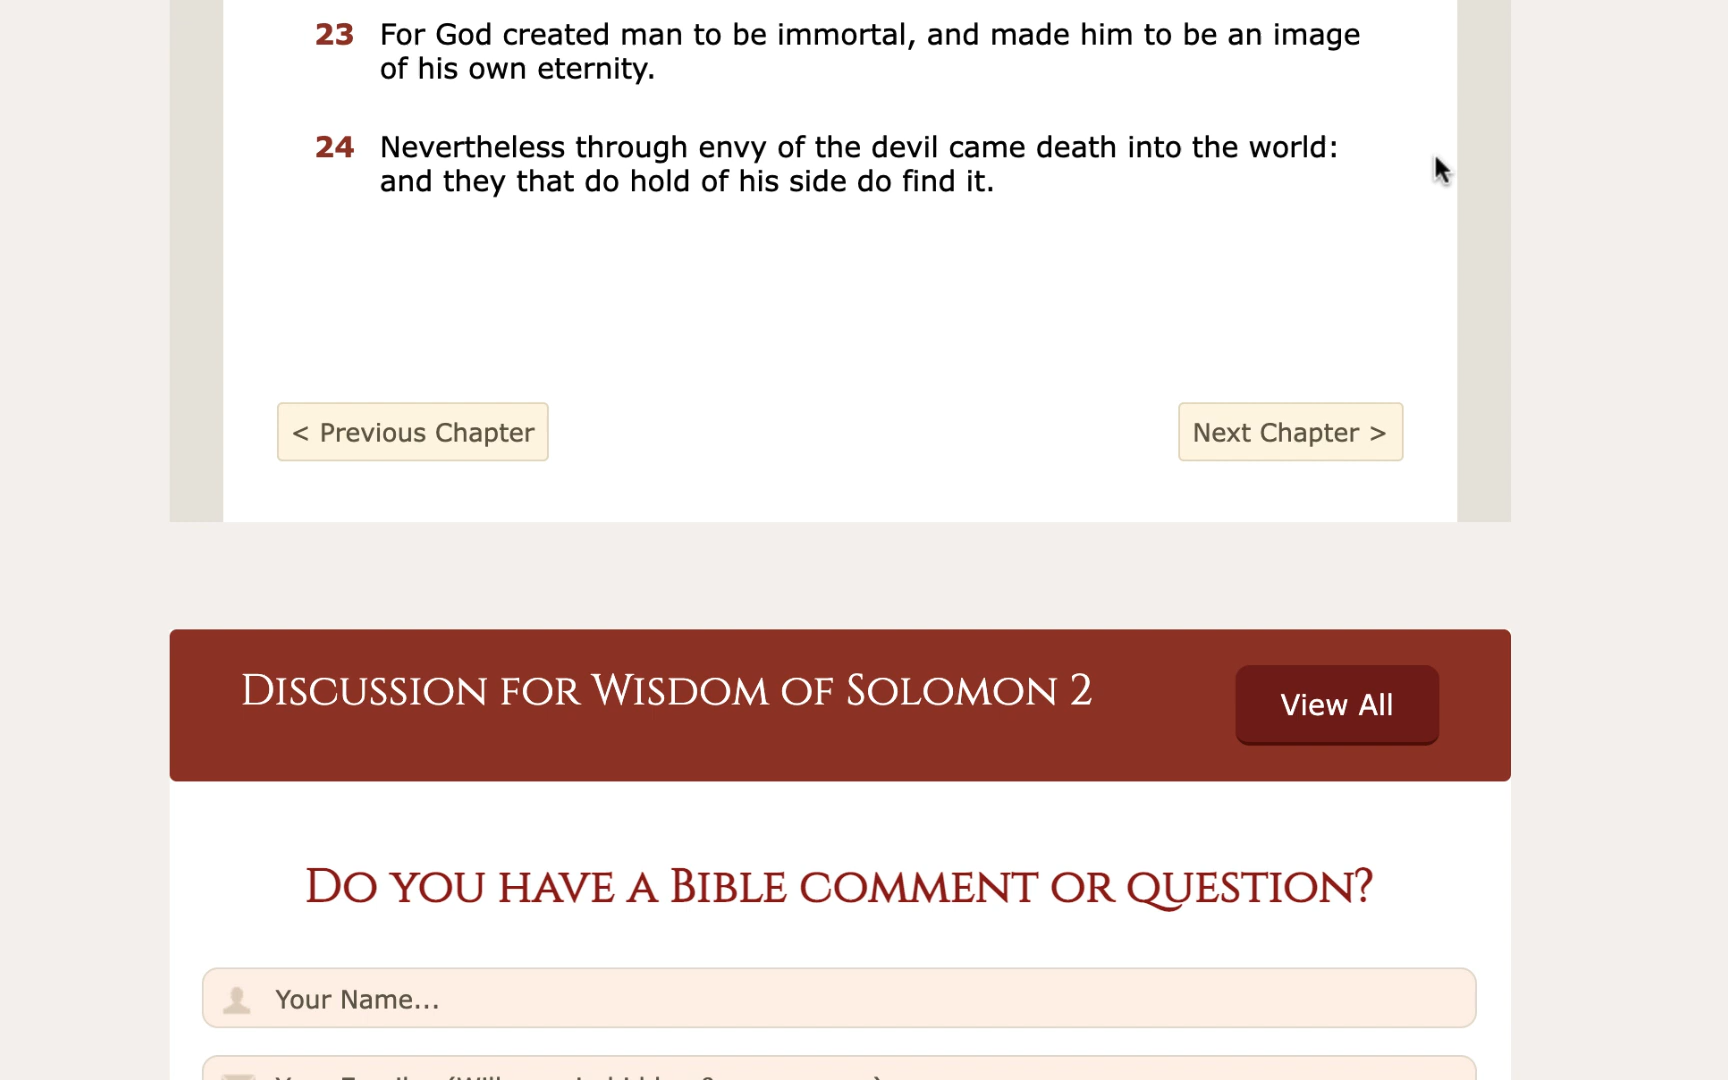 23 For God created man to be immortal, and made him to be an image
of his own eternity.
24 Nevertheless through envy of the devil came death into the world:
and they that do hold of his side do find it.
< Previous Chapter
Next Chapter >
Discussion for Wisdom of Solomon 2
View All
Do you have a Bible comment or question?
Your Name...